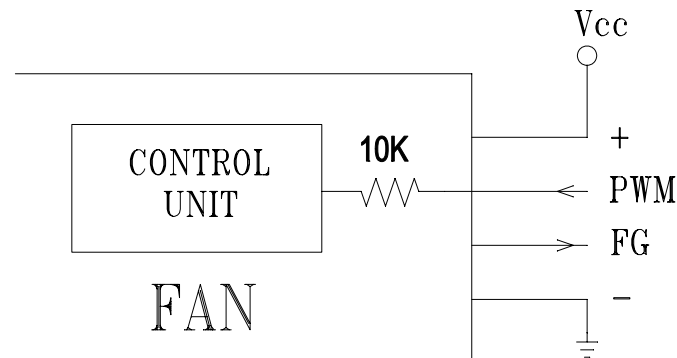 Vcc
+
10K
CONTROL
UNIT
PWM
FG
FAN
-